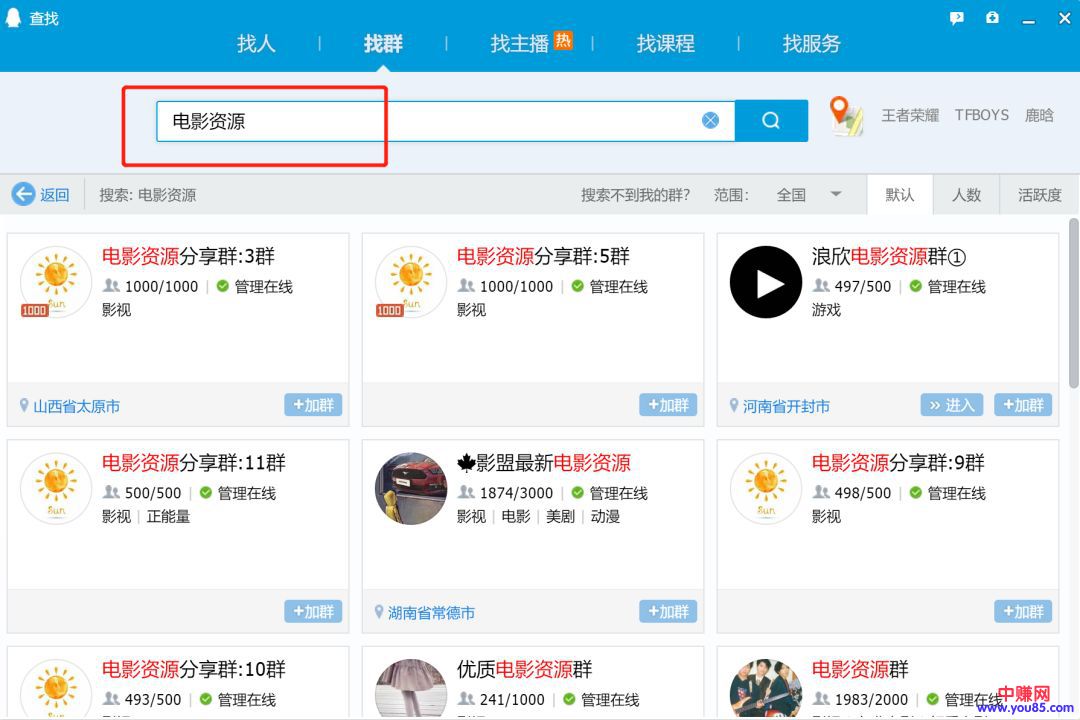 查找
找人 找群 找主播 热 找课程 找服务
电影资源
王者荣耀 TFBOYS 鹿晗
返回 搜索: 电影资源 搜索不到我的群? 范围: 全国 默认 人数 活跃度
电影资源分享群:3群
1000/1000 管理在线
影视
1000 Sun
山西省太原市 +加群
电影资源分享群:5群
1000/1000 管理在线
影视
1000 Sun
+加群
浪欣电影资源群①
497/500 管理在线
游戏
河南省开封市 » 进入 +加群
电影资源分享群:11群
500/500 管理在线
影视 | 正能量
Sun
+加群
影盟最新电影资源
1874/3000 管理在线
影视 | 电影 | 美剧 | 动漫
湖南省常德市 +加群
电影资源分享群:9群
498/500 管理在线
影视
Sun
+加群
电影资源分享群:10群
493/500 管理在线
优质电影资源群
241/1000 管理在线
电影资源群
1983/2000 管理在线
中赚网
www.you85.com